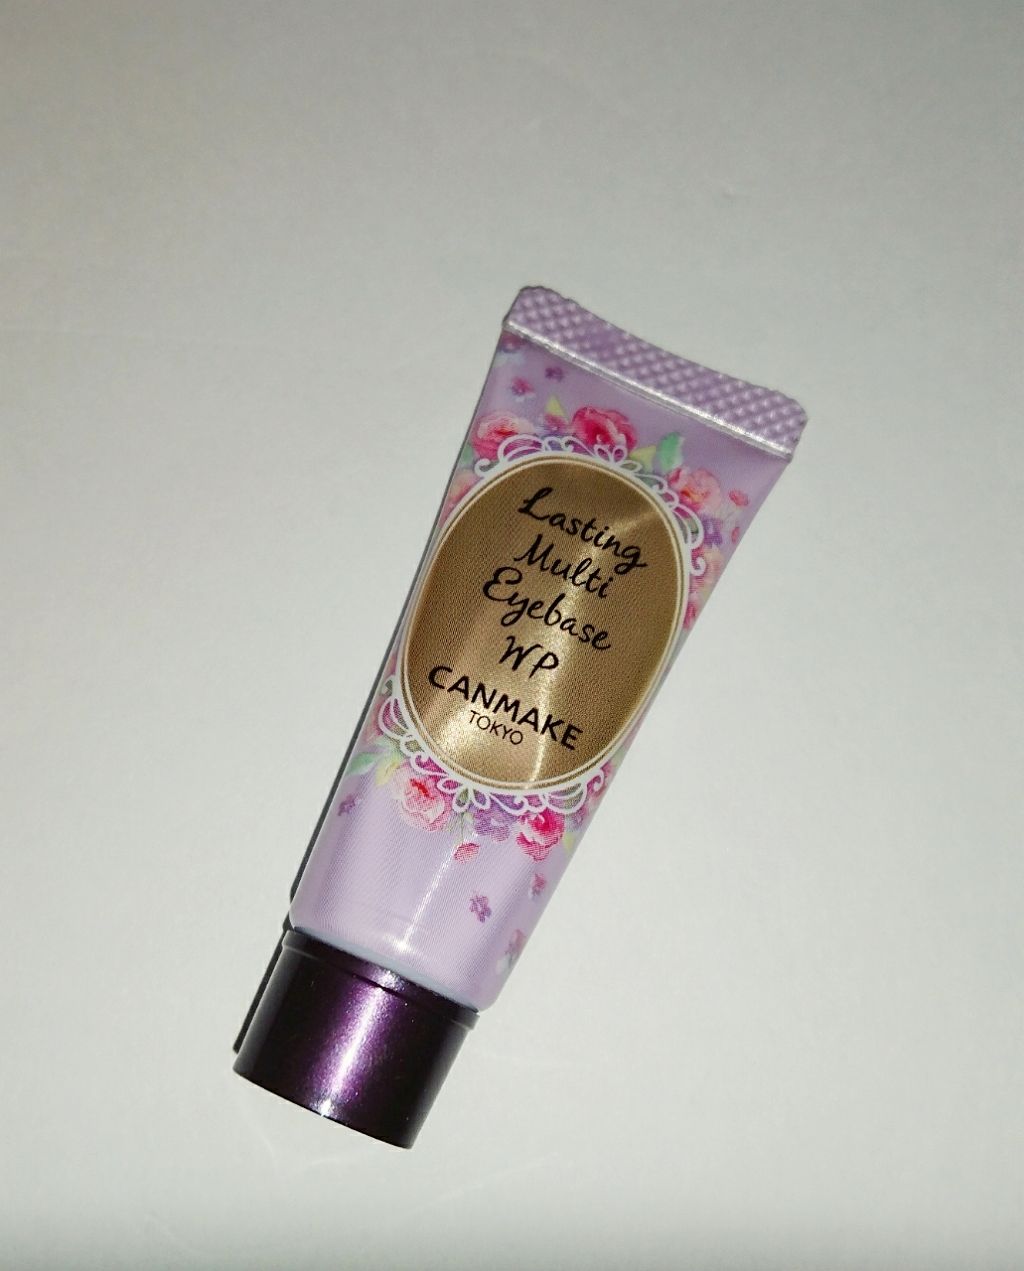 Lasting
Multi
Eyebase
WP
CANMAKE
TOKYO